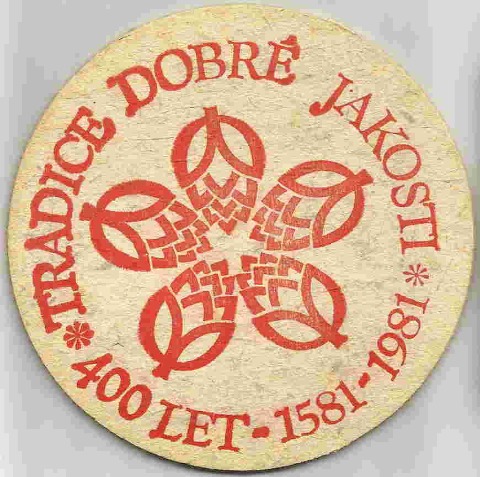 TRADICE DOBRÉ JAKOSTI
400 LET - 1581 - 1981